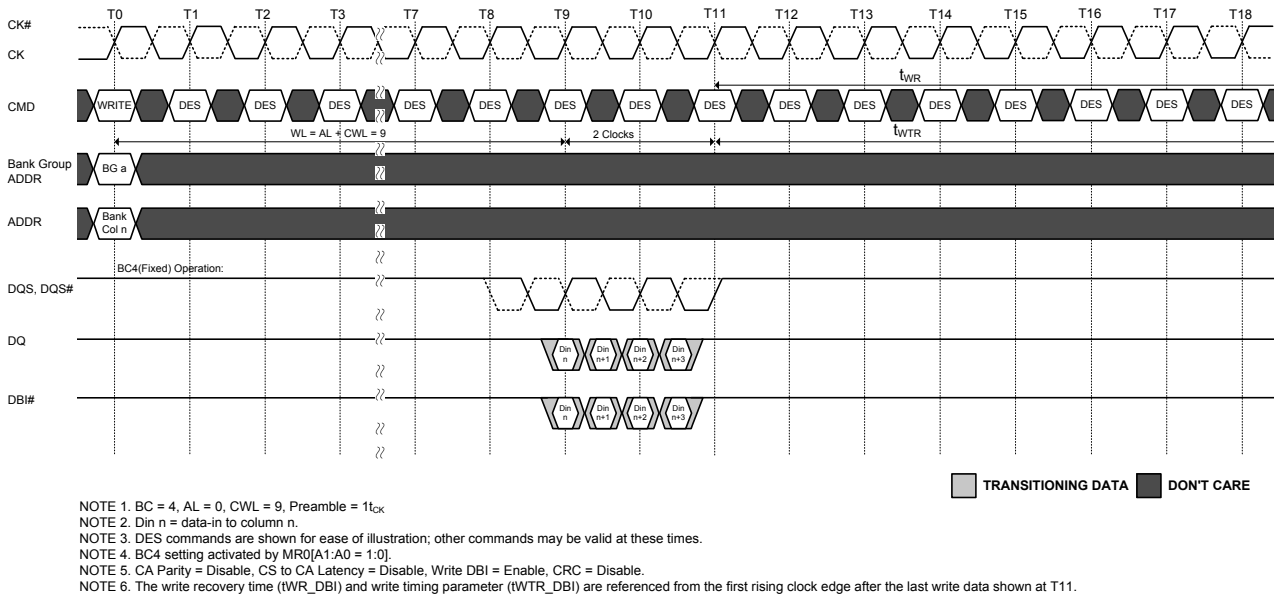 T0 T1 T2 T3 T7 T8 T9 T10 T11 T12 T13 T14 T15 T16 T17 T18
CK#
CK
tWR
CMD WRITE DES DES DES DES DES DES DES DES DES DES DES DES DES DES DES
WL = AL + CWL = 9 2 Clocks tWTR
Bank Group
ADDR
BG a
ADDR
Bank
Col n
BC4(Fixed) Operation:
DQS, DQS#
DQ
Din Din Din Din
n n+1 n+2 n+3
DBI#
Din Din Din Din
n n+1 n+2 n+3
TRANSITIONING DATA DON'T CARE
NOTE 1. BC = 4, AL = 0, CWL = 9, Preamble = 1tCK
NOTE 2. Din n = data-in to column n.
NOTE 3. DES commands are shown for ease of illustration; other commands may be valid at these times.
NOTE 4. BC4 setting activated by MR0[A1:A0 = 1:0].
NOTE 5. CA Parity = Disable, CS to CA Latency = Disable, Write DBI = Enable, CRC = Disable.
NOTE 6. The write recovery time (tWR_DBI) and write timing parameter (tWTR_DBI) are referenced from the first rising clock edge after the last write data shown at T11.